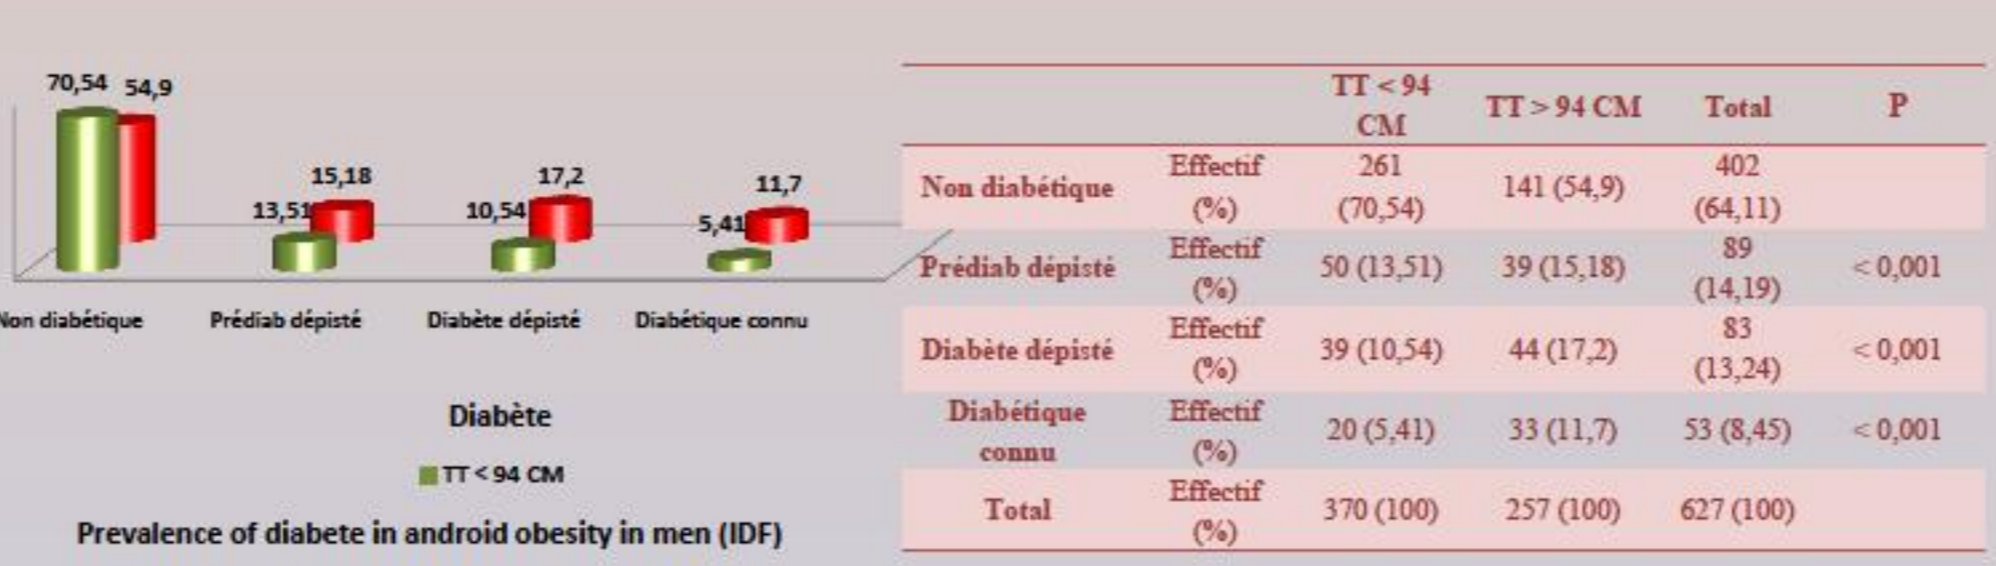 70,54 54,9
13,51 15,18
10,54 17,2
5,41 11,7
Non diabétique Prédiab dépisté Diabète dépisté Diabétique connu
Diabète
TT < 94 CM
Prevalence of diabete in android obesity in men (IDF)
TT < 94 CM TT > 94 CM Total P
Non diabétique Effectif (%) 261 (70,54) 141 (54,9) 402 (64,11)
Prédiab dépisté Effectif (%) 50 (13,51) 39 (15,18) 89 (14,19) < 0,001
Diabète dépisté Effectif (%) 39 (10,54) 44 (17,2) 83 (13,24) < 0,001
Diabétique connu Effectif (%) 20 (5,41) 33 (11,7) 53 (8,45) < 0,001
Total Effectif (%) 370 (100) 257 (100) 627 (100)